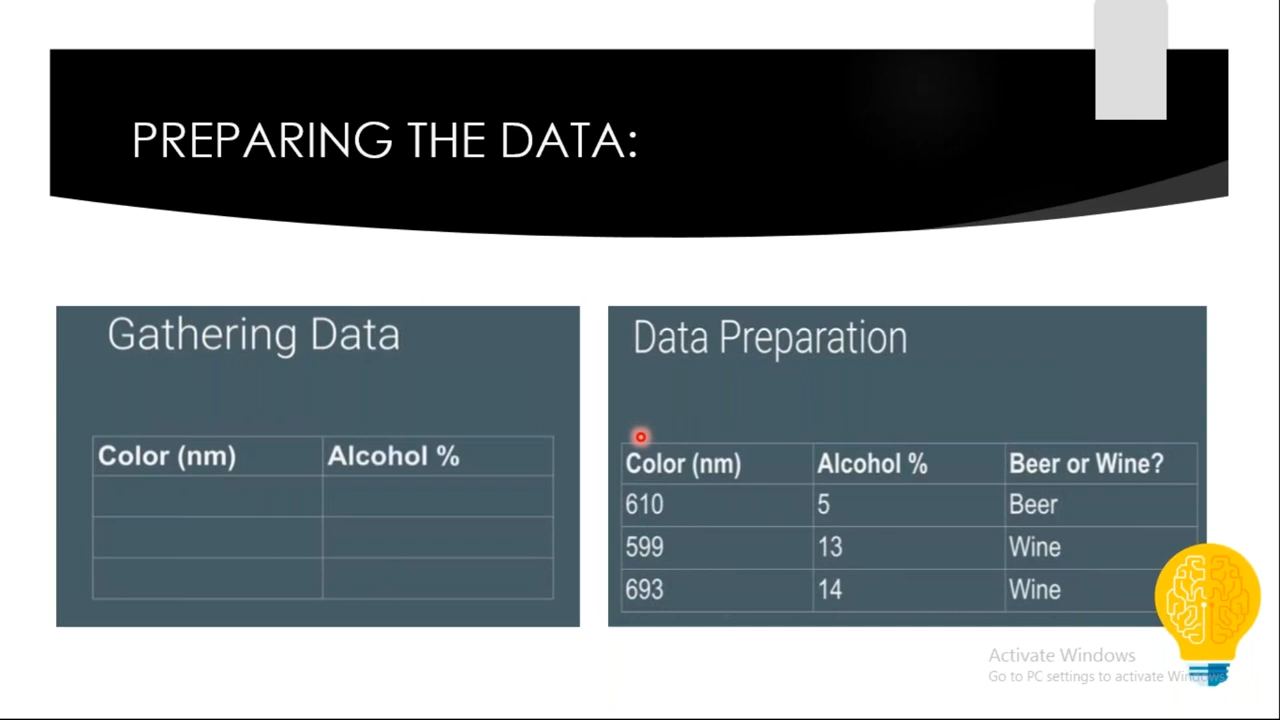 PREPARING THE DATA:
Gathering Data
Color (nm) Alcohol %
Data Preparation
Color (nm) Alcohol % Beer or Wine?
610 5 Beer
599 13 Wine
693 14 Wine
Activate Windows
Go to PC settings to activate Windows.